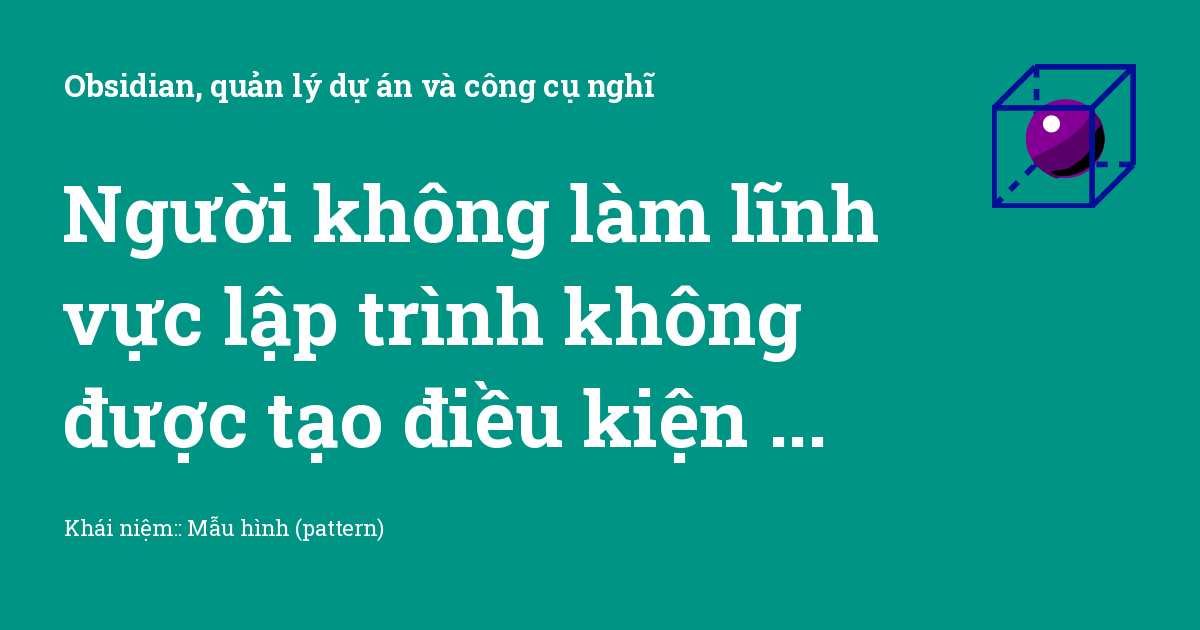 Obsidian, quản lý dự án và công cụ nghĩ
Người không làm lĩnh
vực lập trình không
được tạo điều kiện ...
Khái niệm:: Mẫu hình (pattern)